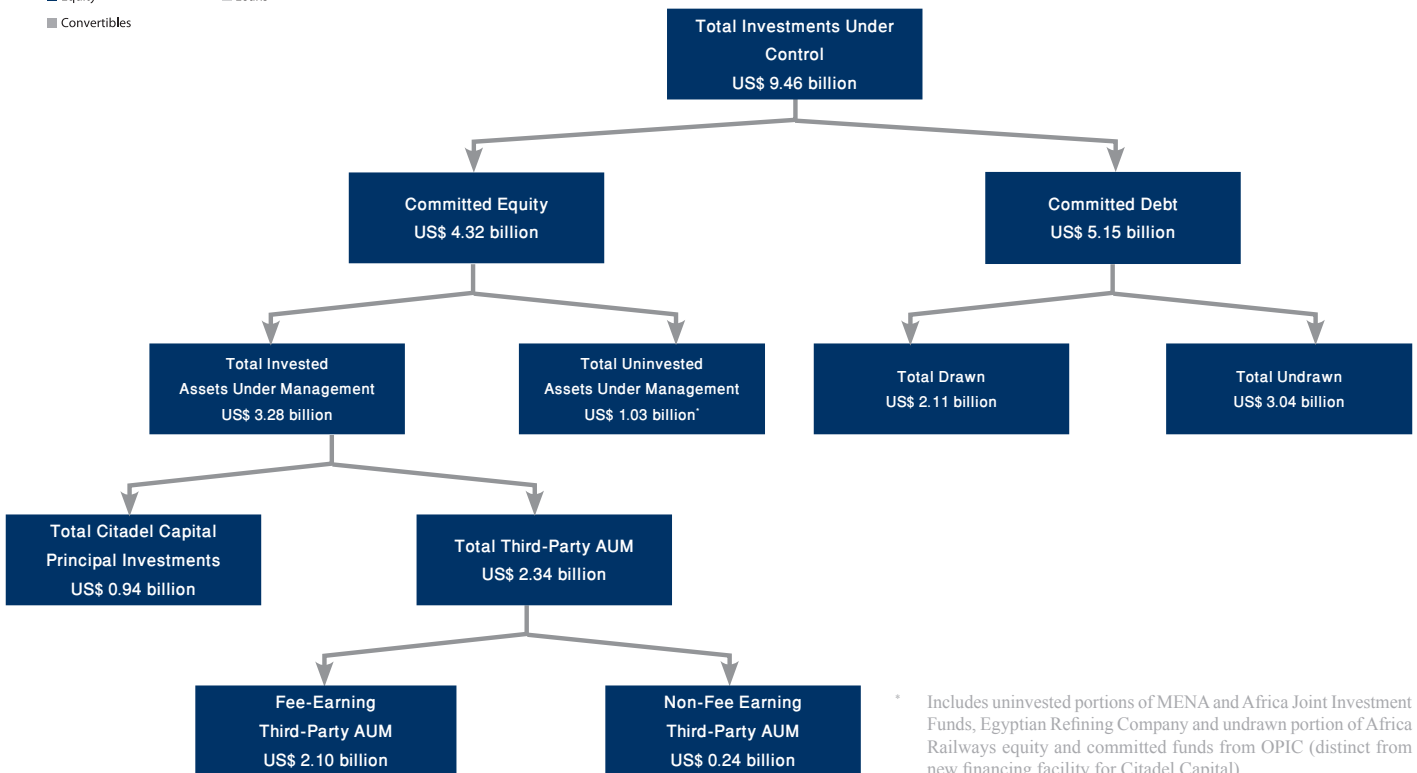 Convertibles
Total Investments Under
Control
US$ 9.46 billion
Committed Equity
US$ 4.32 billion
Committed Debt
US$ 5.15 billion
Total Invested
Assets Under Management
US$ 3.28 billion
Total Uninvested
Assets Under Management
US$ 1.03 billion*
Total Drawn
US$ 2.11 billion
Total Undrawn
US$ 3.04 billion
Total Citadel Capital
Principal Investments
US$ 0.94 billion
Total Third-Party AUM
US$ 2.34 billion
Fee-Earning
Third-Party AUM
US$ 2.10 billion
Non-Fee Earning
Third-Party AUM
US$ 0.24 billion
* Includes uninvested portions of MENA and Africa Joint Investment
Funds, Egyptian Refining Company and undrawn portion of Africa
Railways equity and committed funds from OPIC (distinct from
new financing facility for Citadel Capital)